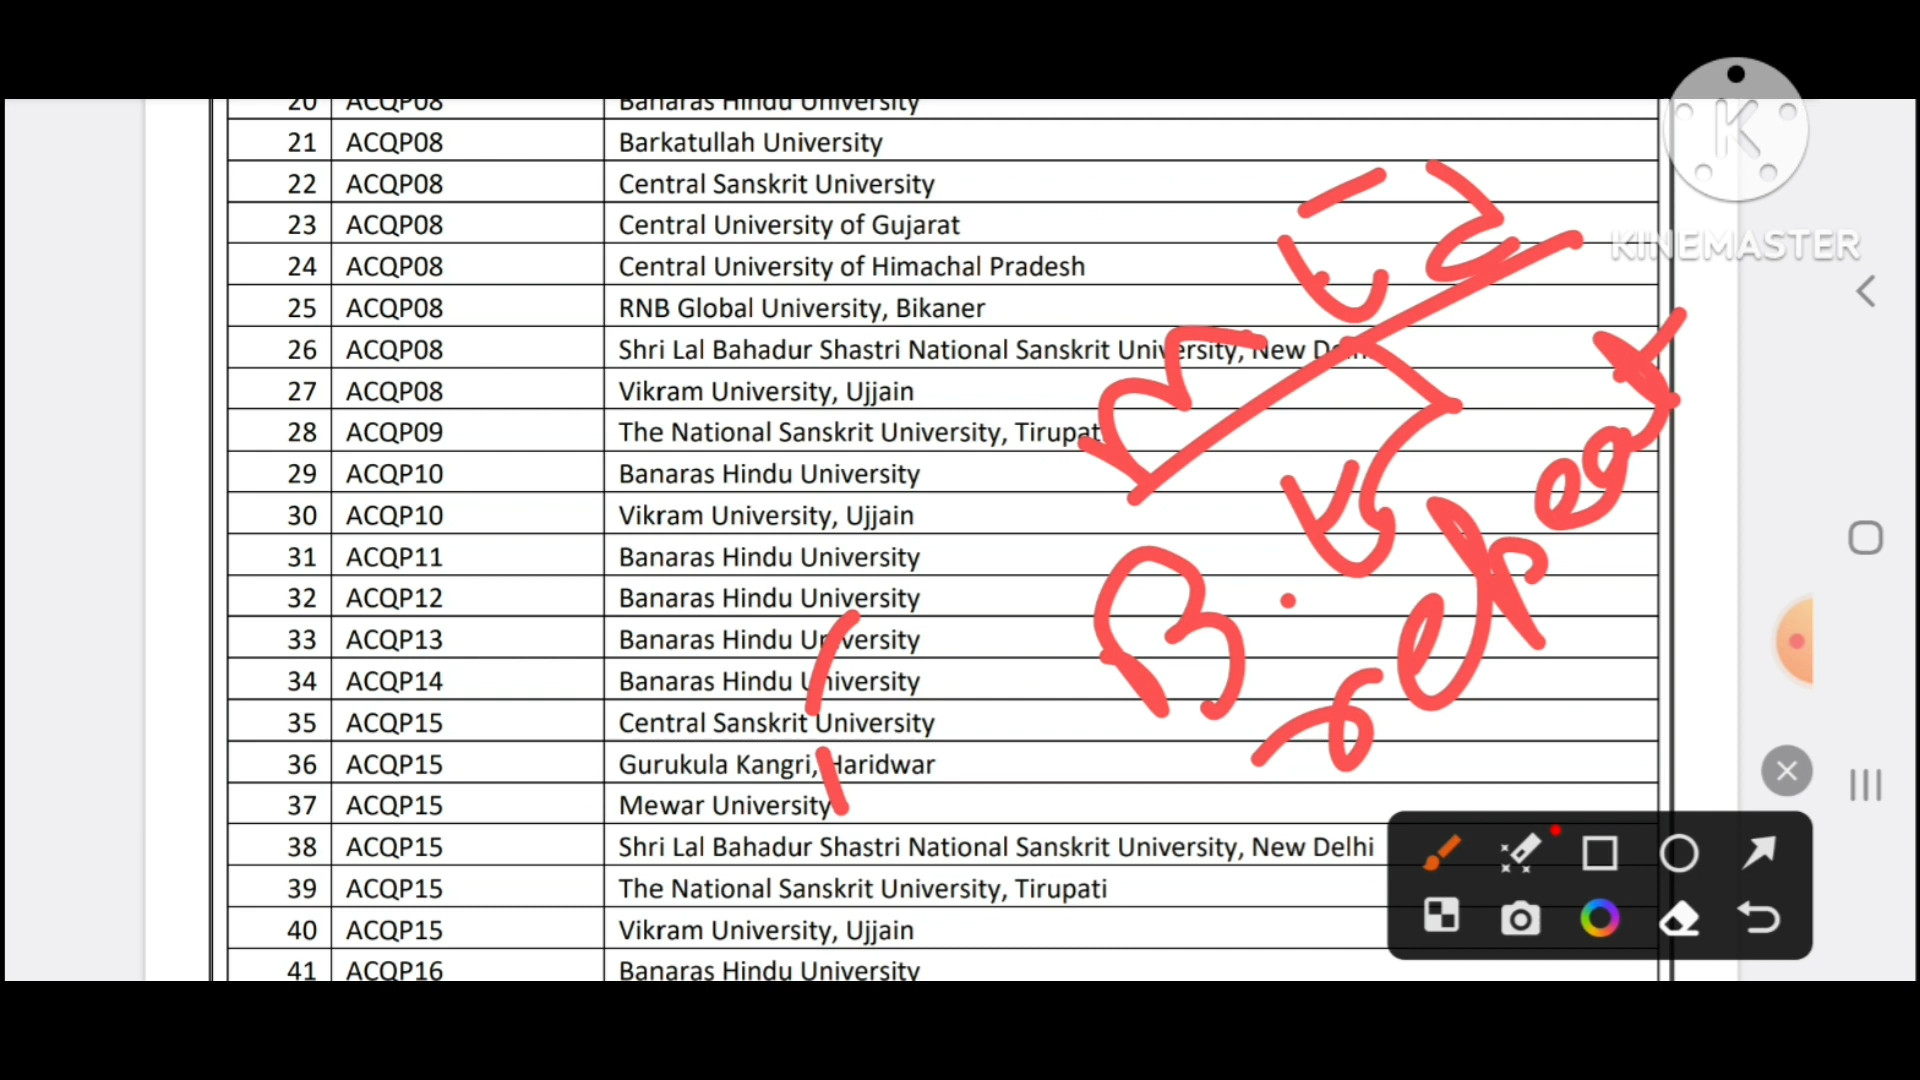 20 ACQP08 Banaras Hindu University
21 ACQP08 Barkatullah University
22 ACQP08 Central Sanskrit University
23 ACQP08 Central University of Gujarat
24 ACQP08 Central University of Himachal Pradesh
25 ACQP08 RNB Global University, Bikaner
26 ACQP08 Shri Lal Bahadur Shastri National Sanskrit University, New Delhi
27 ACQP08 Vikram University, Ujjain
28 ACQP09 The National Sanskrit University, Tirupati
29 ACQP10 Banaras Hindu University
30 ACQP10 Vikram University, Ujjain
31 ACQP11 Banaras Hindu University
32 ACQP12 Banaras Hindu University
33 ACQP13 Banaras Hindu University
34 ACQP14 Banaras Hindu University
35 ACQP15 Central Sanskrit University
36 ACQP15 Gurukula Kangri, Haridwar
37 ACQP15 Mewar University
38 ACQP15 Shri Lal Bahadur Shastri National Sanskrit University, New Delhi
39 ACQP15 The National Sanskrit University, Tirupati
40 ACQP15 Vikram University, Ujjain
41 ACQP16 Banaras Hindu University
repeat
K
KINEMASTER